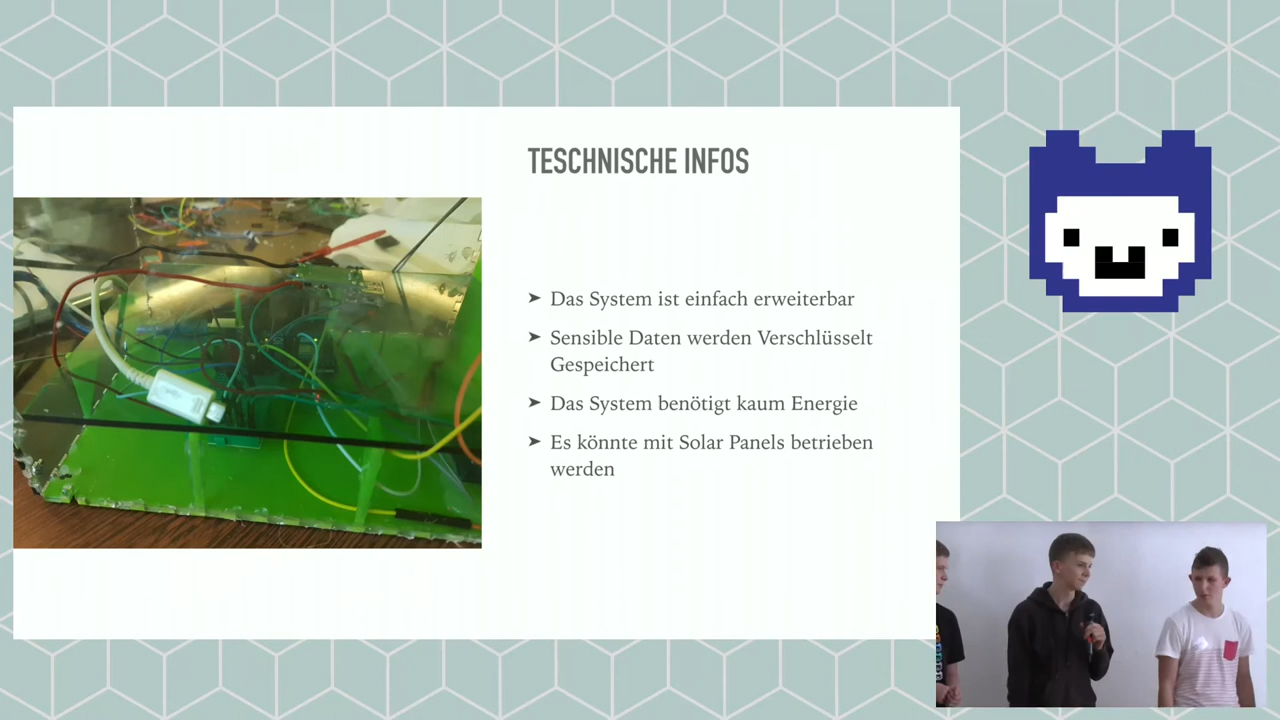 TESCHNISCHE INFOS
➤ Das System ist einfach erweiterbar
➤ Sensible Daten werden Verschlüsselt
Gespeichert
➤ Das System benötigt kaum Energie
➤ Es könnte mit Solar Panels betrieben
werden